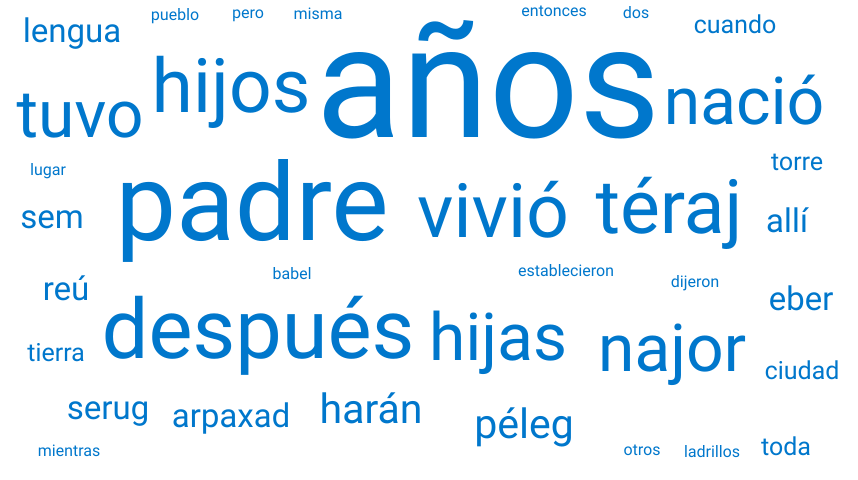 pueblo pero misma entonces dos
lengua cuando
tuvo hijos años nació
lugar torre
sem padre vivió téraj allí
babel establecieron dijeron
reú eber
tierra después hijas najor ciudad
serug arpaxad harán péleg
mientras otros ladrillos toda